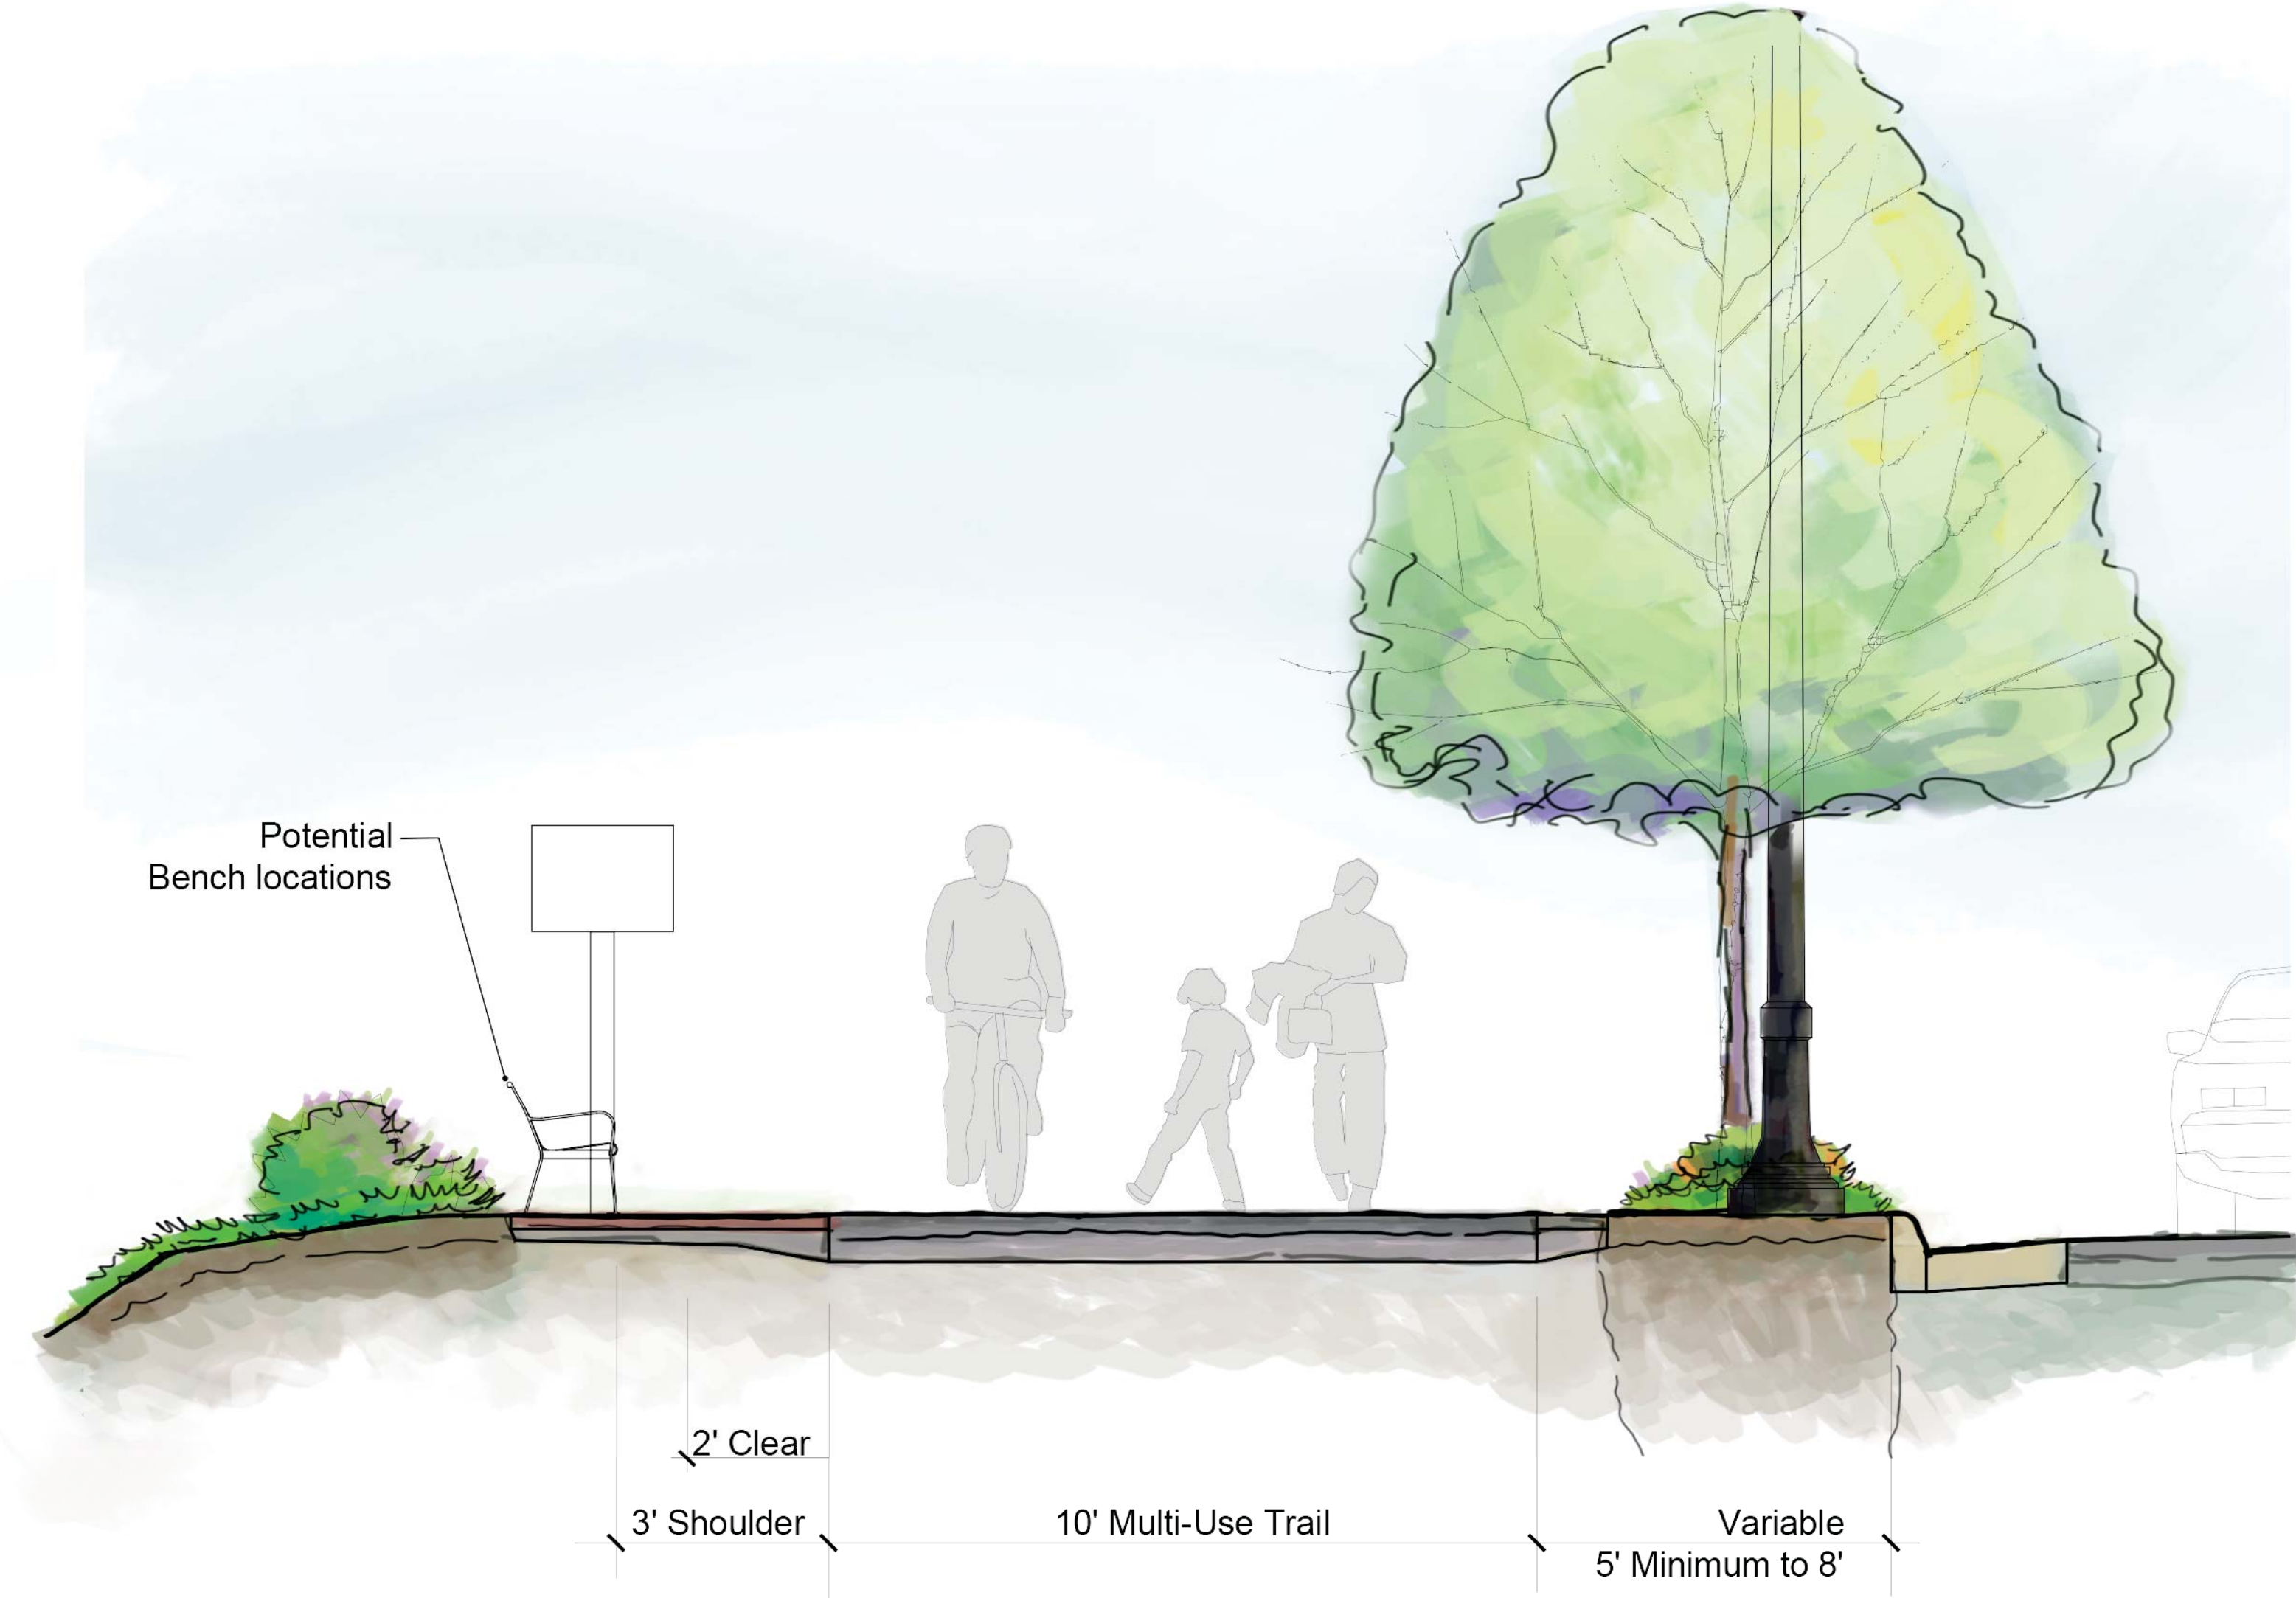 Potential
Bench locations
2' Clear
3' Shoulder
10' Multi-Use Trail
Variable
5' Minimum to 8'